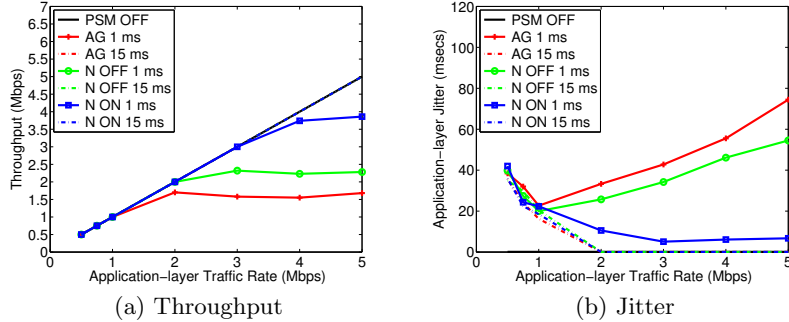 7
6.5
6
5.5
5
4.5
4
3.5
3
2.5
2
1.5
1
0.5
0
0 1 2 3 4 5
Throughput (Mbps)
Application−layer Traffic Rate (Mbps)
PSM OFF
AG 1 ms
AG 15 ms
N OFF 1 ms
N OFF 15 ms
N ON 1 ms
N ON 15 ms
(a) Throughput
120
100
80
60
40
20
0
0 1 2 3 4 5
Application−layer Jitter (msecs)
Application−layer Traffic Rate (Mbps)
PSM OFF
AG 1 ms
AG 15 ms
N OFF 1 ms
N OFF 15 ms
N ON 1 ms
N ON 15 ms
(b) Jitter